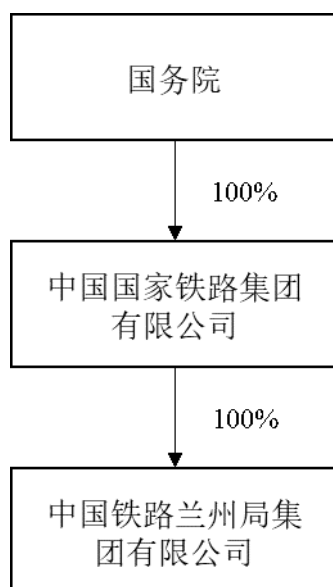 国务院
100%
中国国家铁路集团
有限公司
100%
中国铁路兰州局集
团有限公司